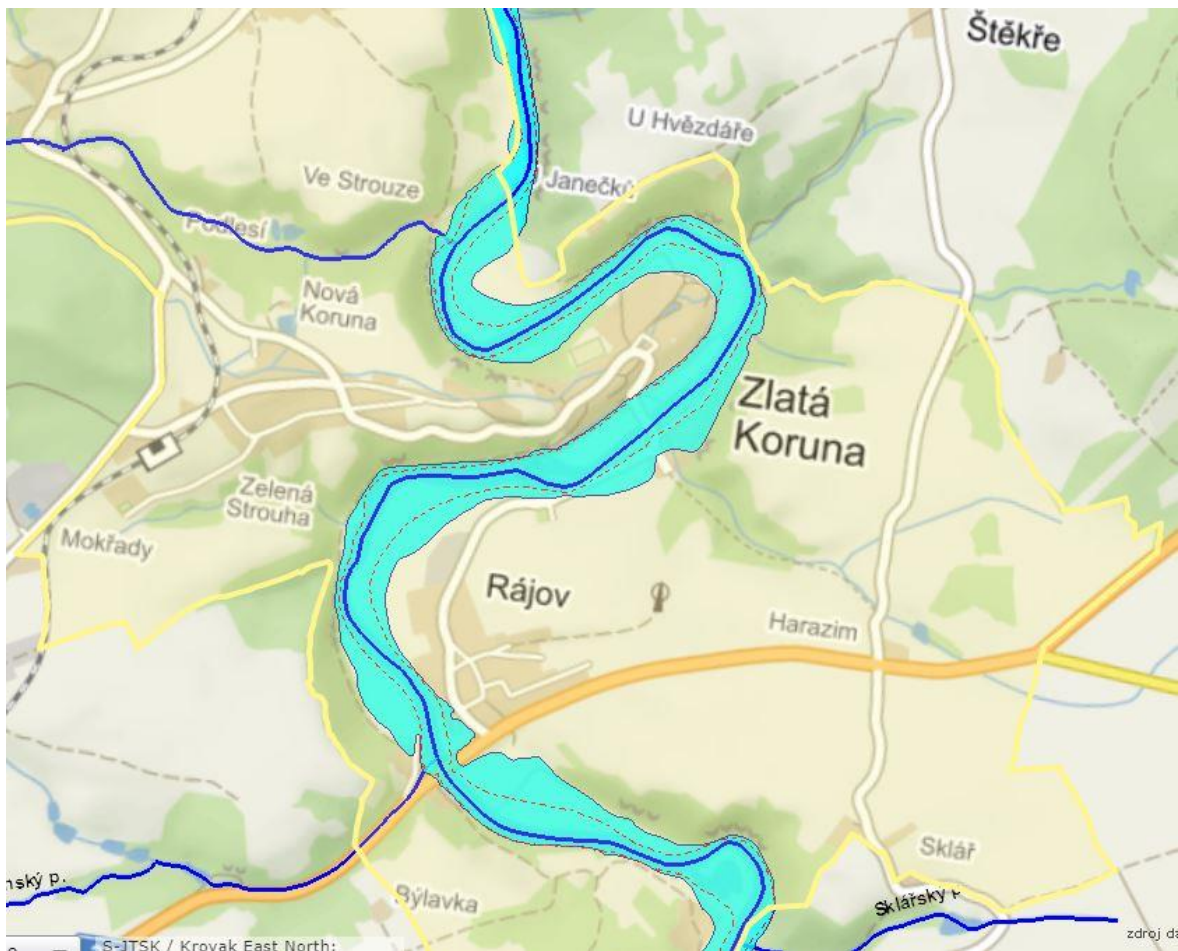 Štěkře
U Hvězdáře
Ve Strouze
Janečků
Podlesí
Nová
Koruna
Zlatá
Koruna
Zelená
Strouha
Mokřady
Rájov
Harazim
Sklář
nský p.
Býlavka
Sklářský p
S-JTSK / Krovak East North:
zdroj da